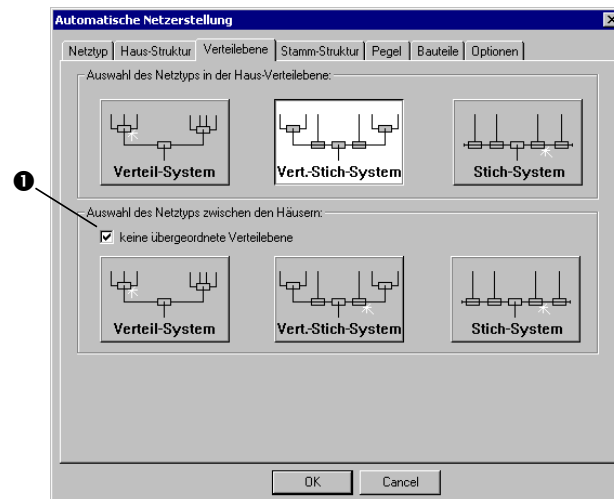 Automatische Netzerstellung
Netztyp Haus-Struktur Verteilebene Stamm-Struktur Pegel Bauteile Optionen
Auswahl des Netztyps in der Haus-Verteilebene:
Verteil-System Vert.-Stich-System Stich-System
❶
Auswahl des Netztyps zwischen den Häusern:
keine übergeordnete Verteilebene
Verteil-System Vert.-Stich-System Stich-System
OK Cancel